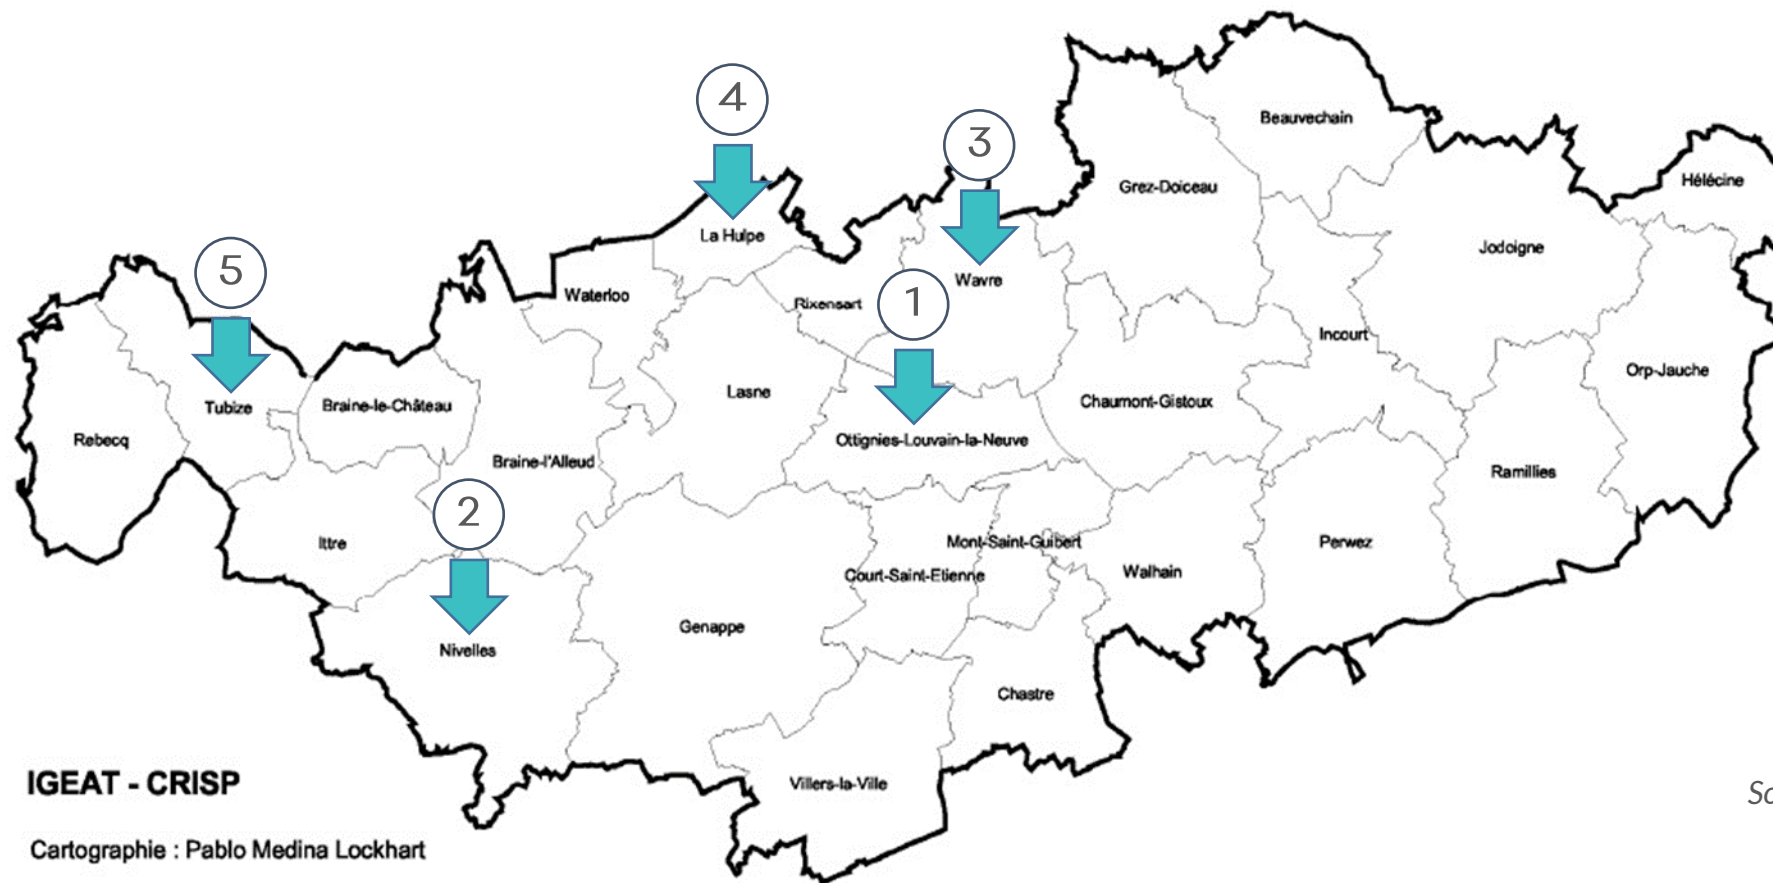 4
3
Beauvechain
Grez-Doiceau
Hélécine
La Hulpe
Jodoigne
5
Waterloo
Wavre
Rixensart
1
Incourt
Orp-Jauche
Lasne
Chaumont-Gistoux
Tubize
Braine-le-Château
Rebecq
Ottignies-Louvain-la-Neuve
Braine-l'Alleud
Ramillies
2
Ittre
Mont-Saint-Guibert
Perwez
Court-Saint-Etienne
Walhain
Genappe
Nivelles
Chastre
IGEAT - CRISP
Villers-la-Ville
Cartographie : Pablo Medina Lockhart